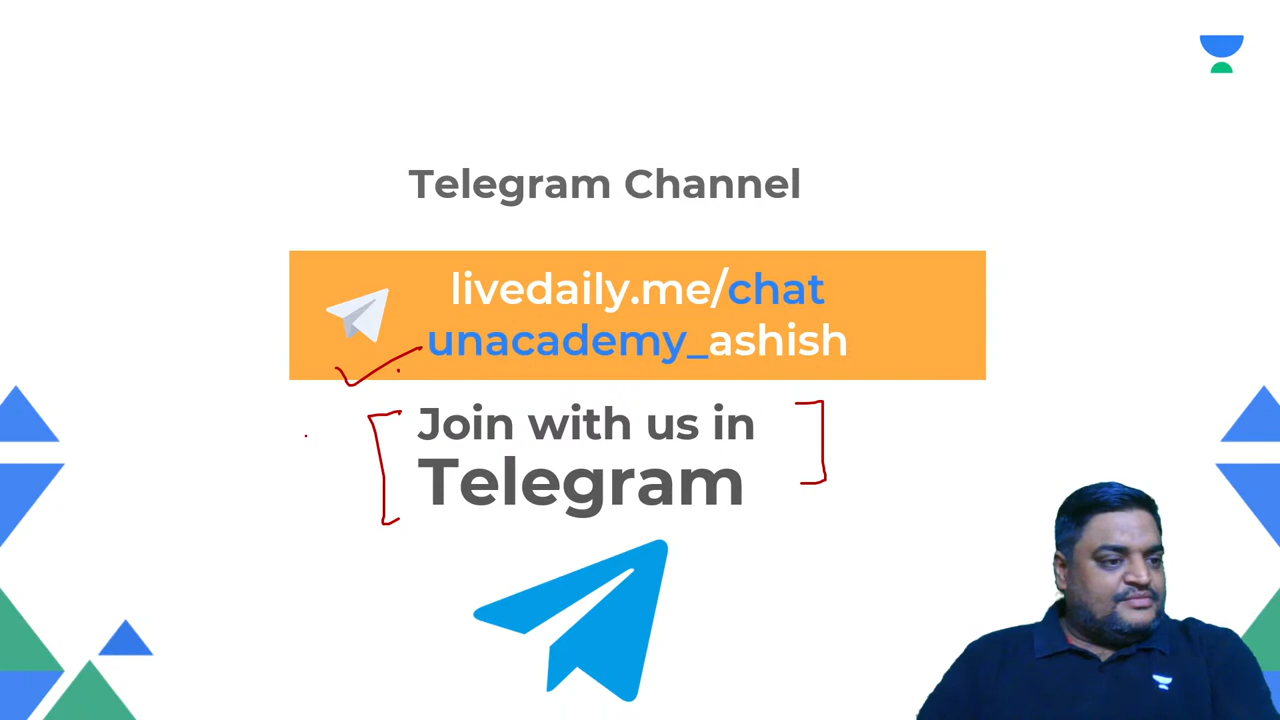 Telegram Channel
livedaily.me/chat
unacademy_ashish
Join with us in
Telegram